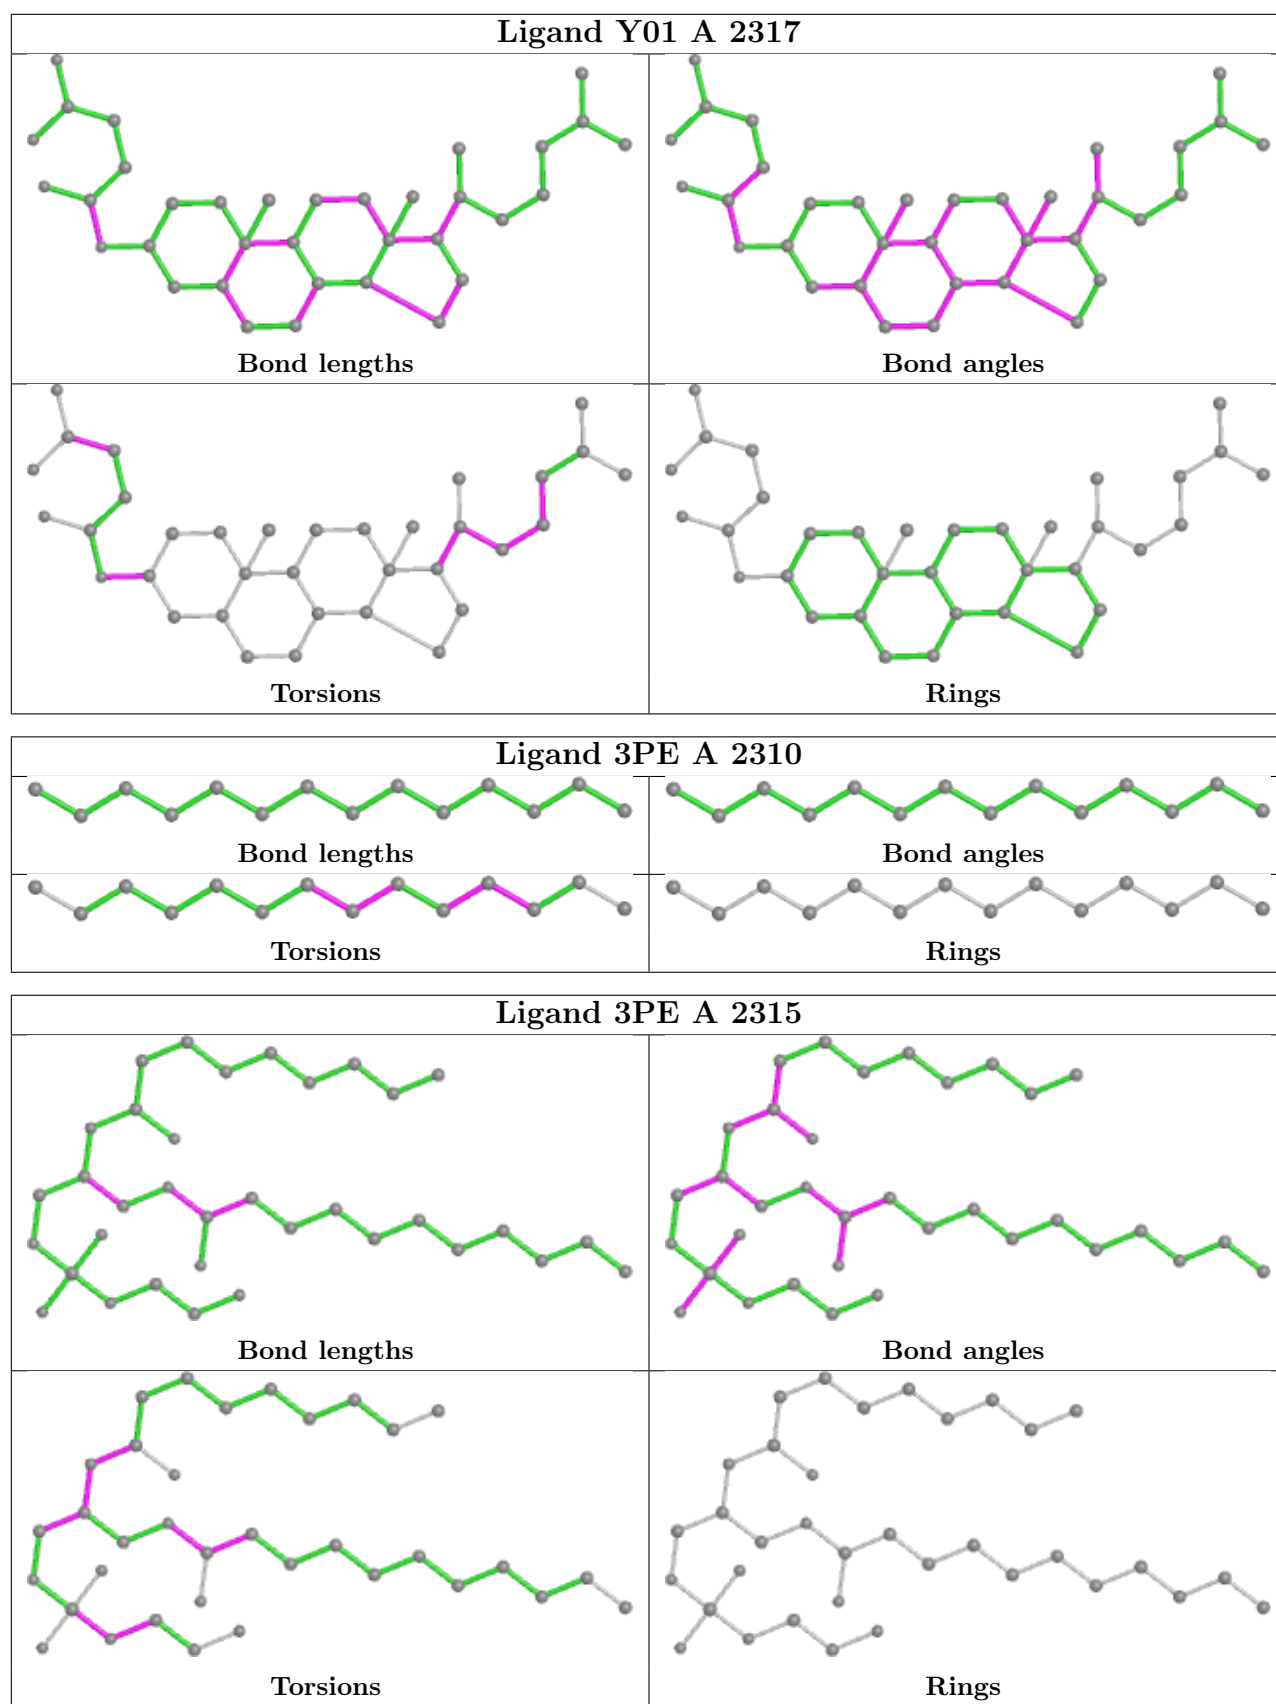 Ligand Y01 A 2317
Bond lengths
Bond angles
Torsions
Rings
Ligand 3PE A 2310
Bond lengths
Bond angles
Torsions
Rings
Ligand 3PE A 2315
Bond lengths
Bond angles
Torsions
Rings